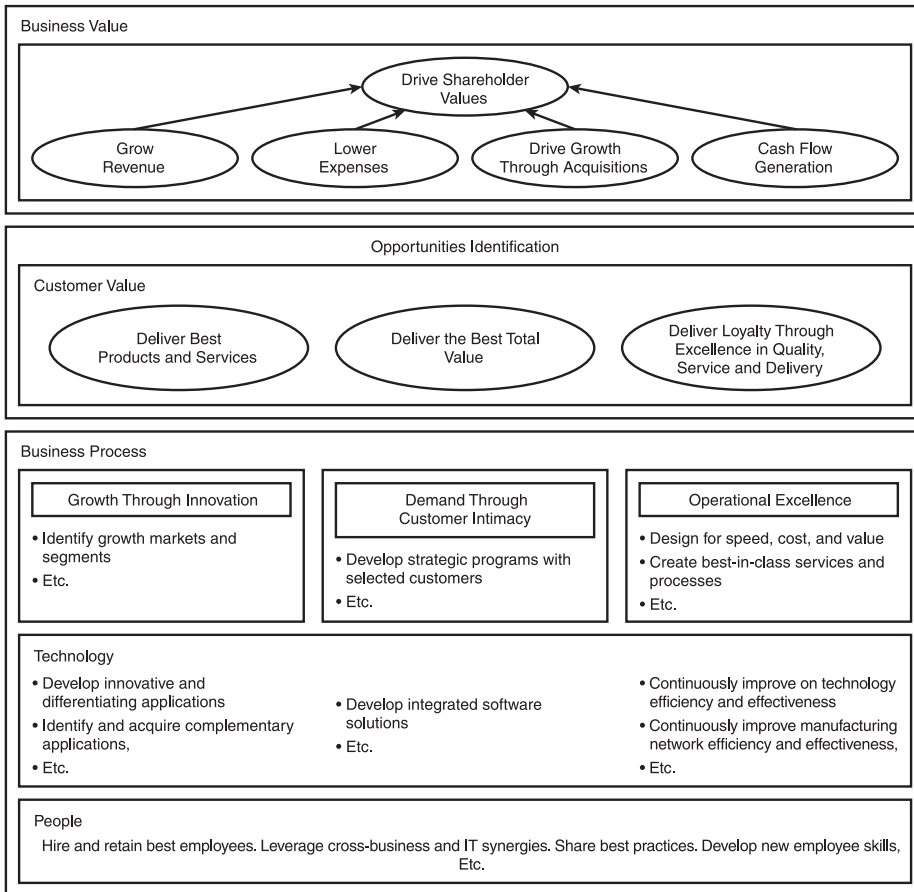 Business Value
Drive Shareholder
Values
Grow
Revenue
Lower
Expenses
Drive Growth
Through Acquisitions
Cash Flow
Generation
Opportunities Identification
Customer Value
Deliver Best
Products and Services
Deliver the Best Total
Value
Deliver Loyalty Through
Excellence in Quality,
Service and Delivery
Business Process
Growth Through Innovation
• Identify growth markets and
segments
• Etc.
Demand Through
Customer Intimacy
• Develop strategic programs with
selected customers
• Etc.
Operational Excellence
• Design for speed, cost, and value
• Create best-in-class services and
processes
• Etc.
Technology
• Develop innovative and
differentiating applications
• Identify and acquire complementary
applications,
• Etc.
• Develop integrated software
solutions
• Etc.
• Continuously improve on technology
efficiency and effectiveness
• Continuously improve manufacturing
network efficiency and effectiveness,
• Etc.
People
Hire and retain best employees. Leverage cross-business and IT synergies. Share best practices. Develop new employee skills,
Etc.